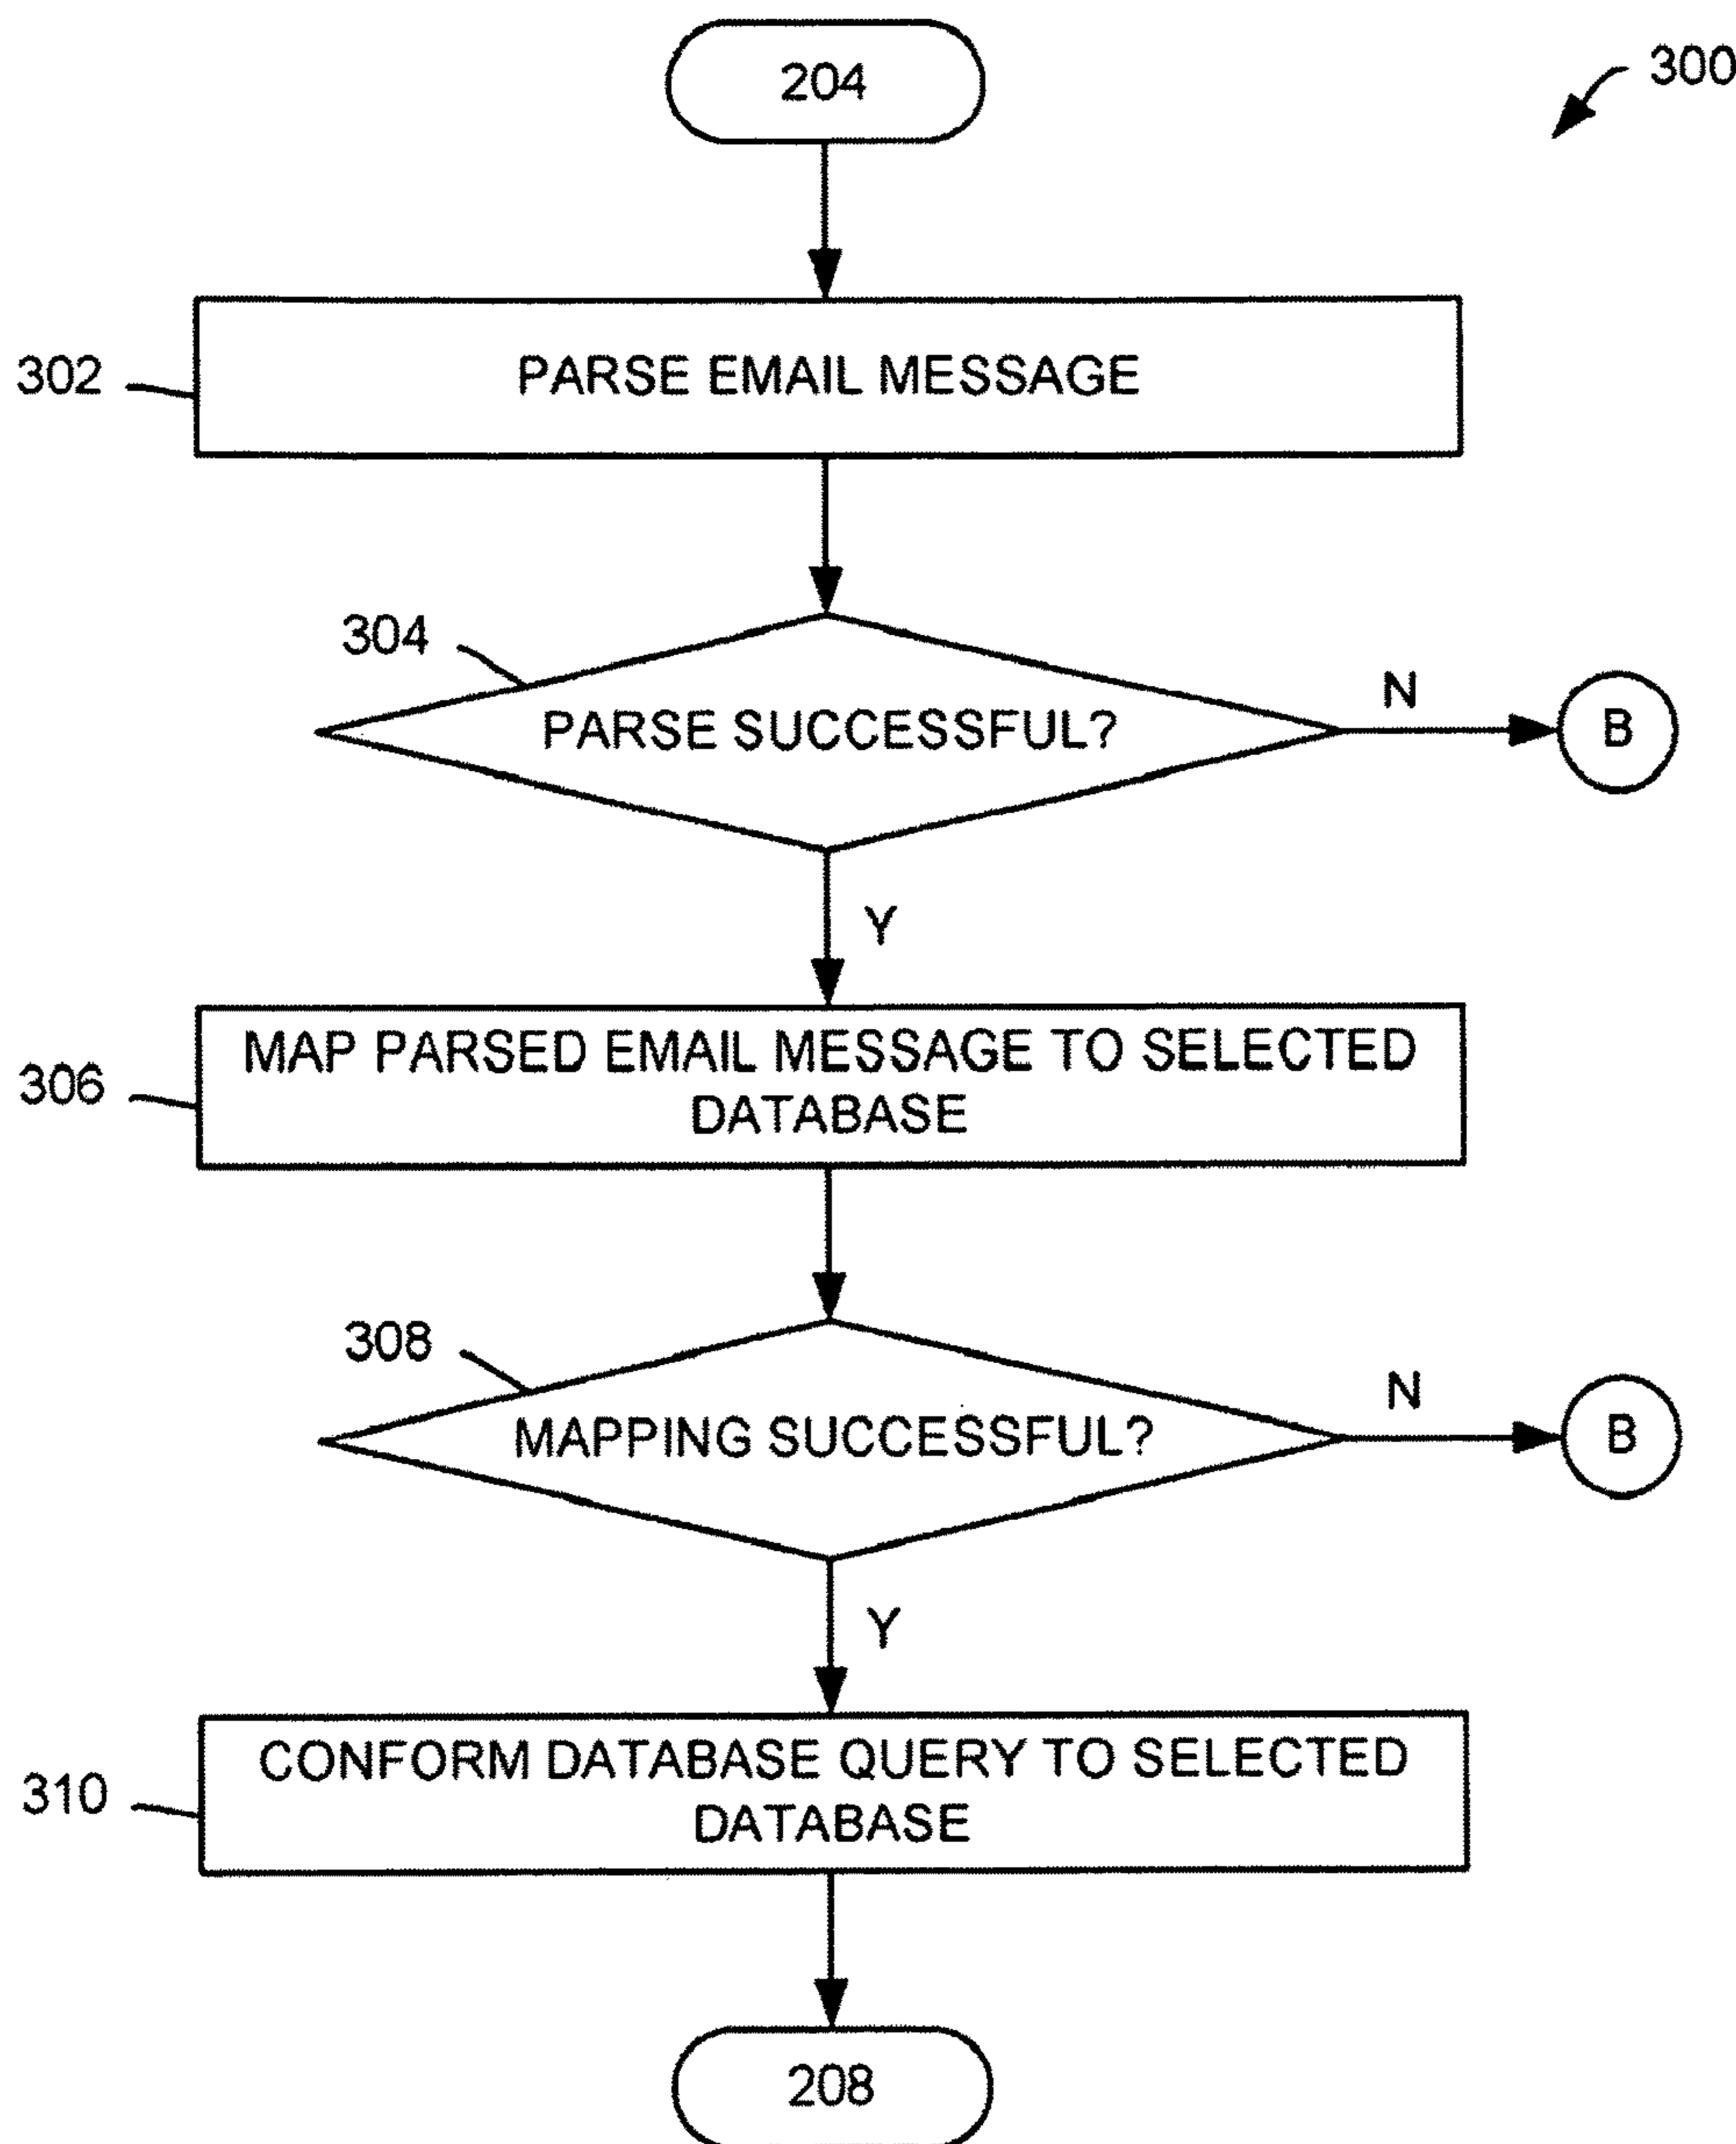 204
300
302
PARSE EMAIL MESSAGE
304
PARSE SUCCESSFUL?
N
B
Y
306
MAP PARSED EMAIL MESSAGE TO SELECTED
DATABASE
308
MAPPING SUCCESSFUL?
N
B
Y
310
CONFORM DATABASE QUERY TO SELECTED
DATABASE
208